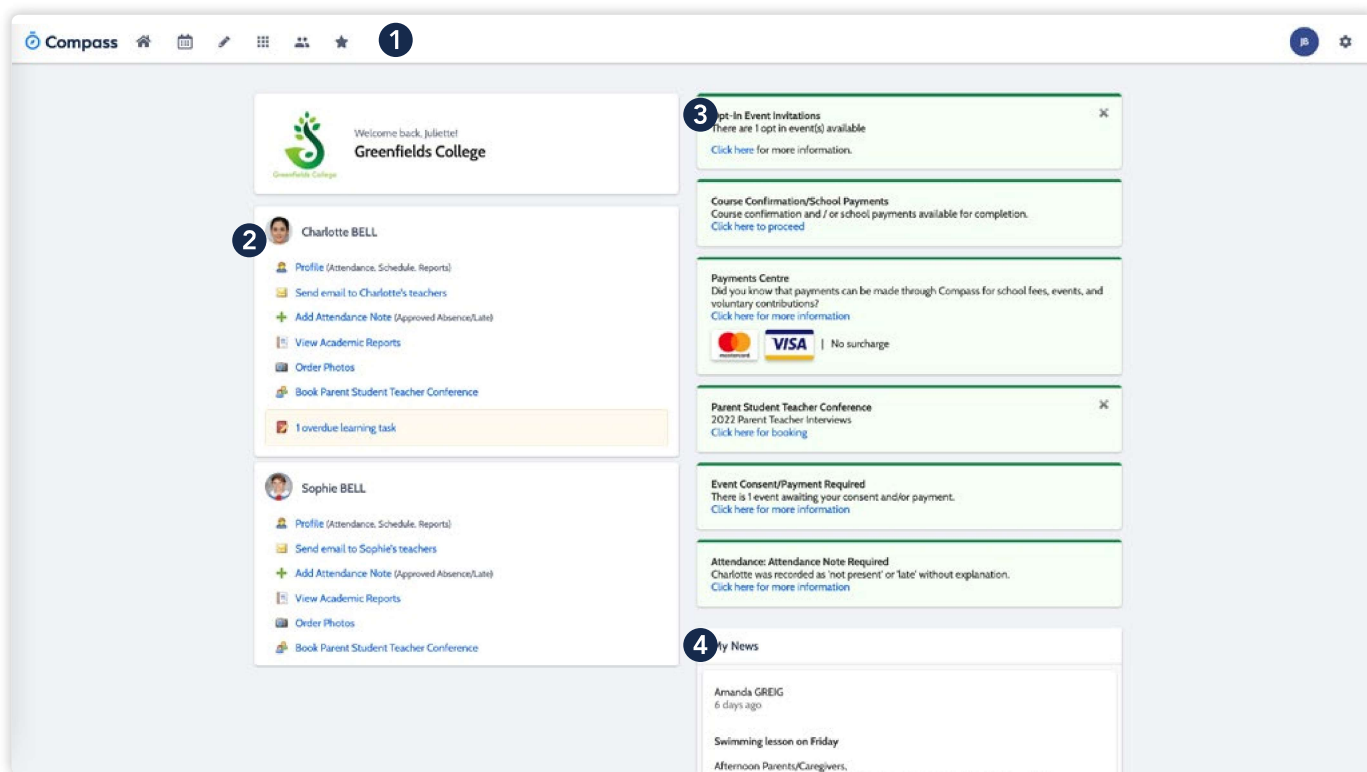 Compass
1
JB
Welcome back, Juliette!
Greenfields College
Greenfields College
2
Charlotte BELL
Profile (Attendance, Schedule, Reports)
Send email to Charlotte's teachers
Add Attendance Note (Approved Absence/Late)
View Academic Reports
Order Photos
Book Parent Student Teacher Conference
1 overdue learning task
Sophie BELL
Profile (Attendance, Schedule, Reports)
Send email to Sophie's teachers
Add Attendance Note (Approved Absence/Late)
View Academic Reports
Order Photos
Book Parent Student Teacher Conference
3
pt-In Event Invitations
There are 1 opt in event(s) available
Click here for more information.
Course Confirmation/School Payments
Course confirmation and / or school payments available for completion.
Click here to proceed
Payments Centre
Did you know that payments can be made through Compass for school fees, events, and
voluntary contributions?
Click here for more information
mastercard VISA | No surcharge
Parent Student Teacher Conference
2022 Parent Teacher Interviews
Click here for booking
Event Consent/Payment Required
There is 1 event awaiting your consent and/or payment.
Click here for more information
Attendance: Attendance Note Required
Charlotte was recorded as 'not present' or 'late' without explanation.
Click here for more information
4
My News
Amanda GREIG
6 days ago
Swimming lesson on Friday
Afternoon Parents/Caregivers,